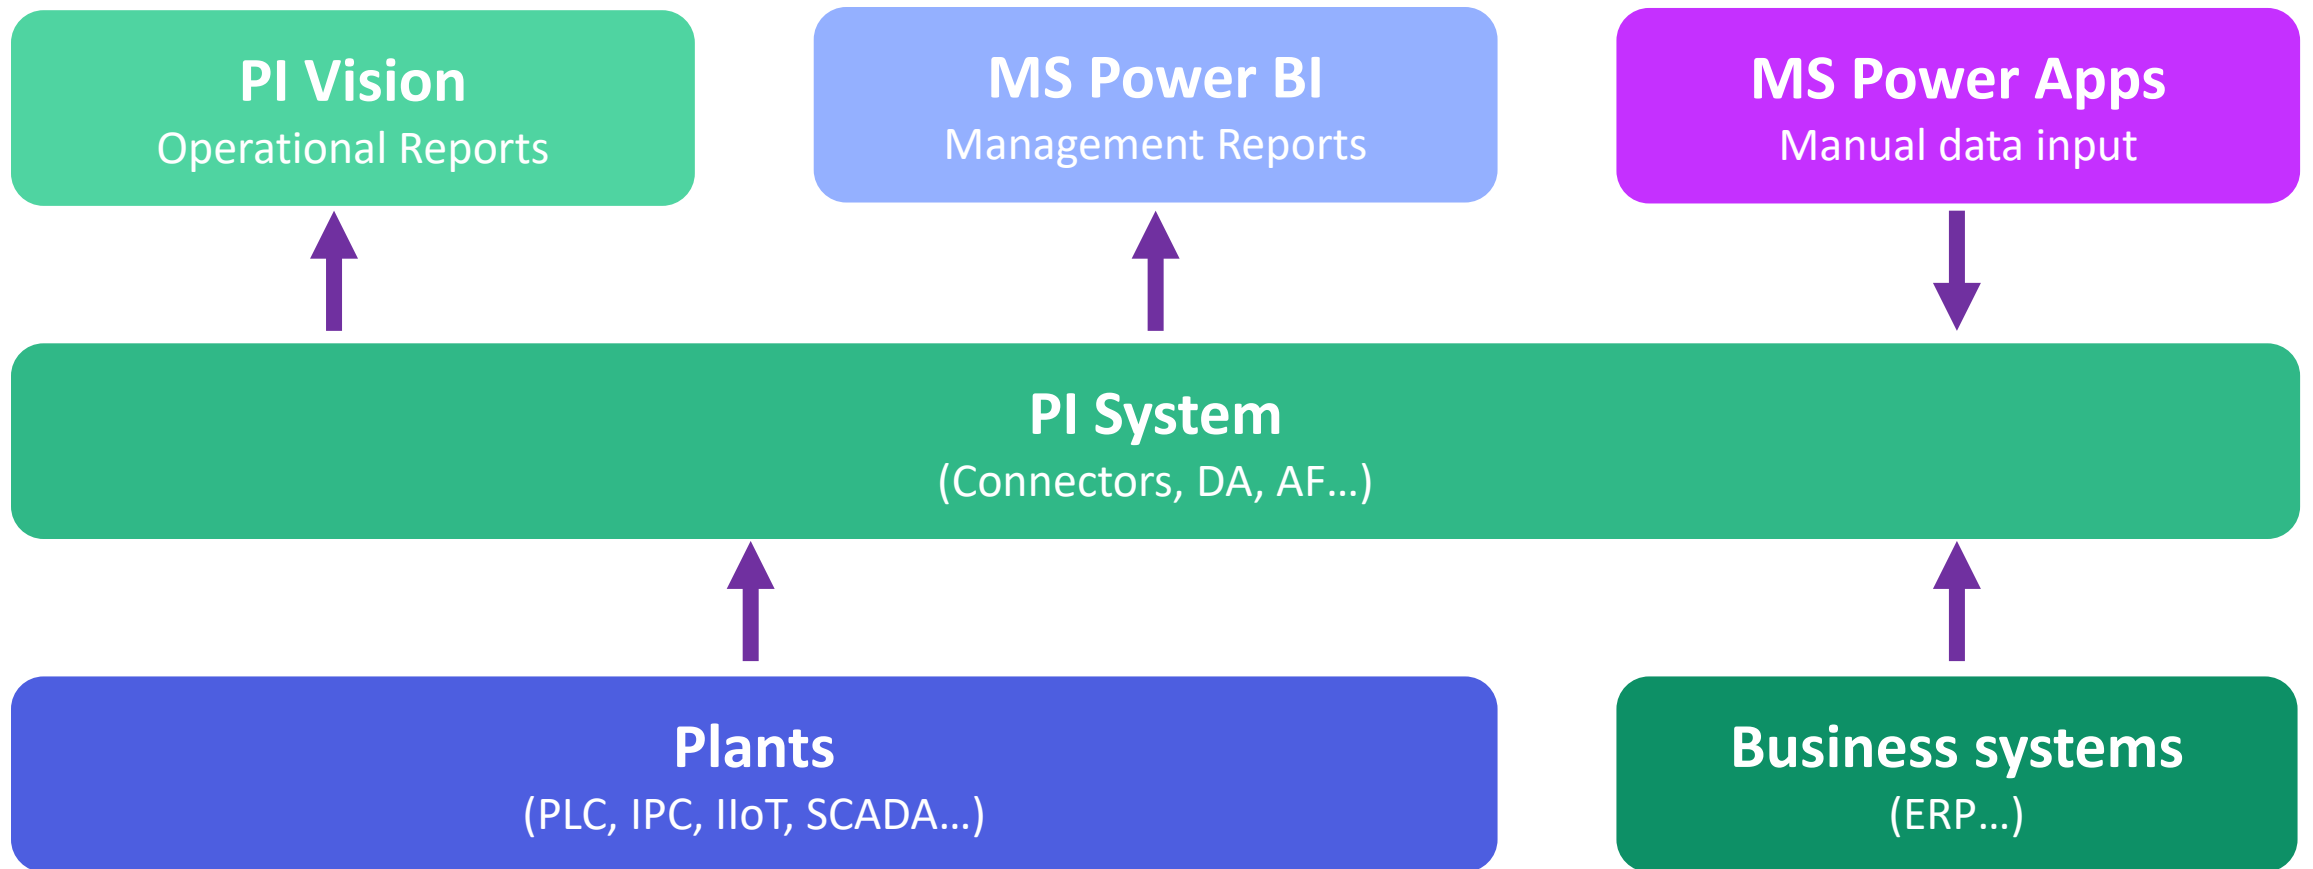 PI Vision
Operational Reports
MS Power BI
Management Reports
MS Power Apps
Manual data input
PI System
(Connectors, DA, AF…)
Plants
(PLC, IPC, IIoT, SCADA…)
Business systems
(ERP…)